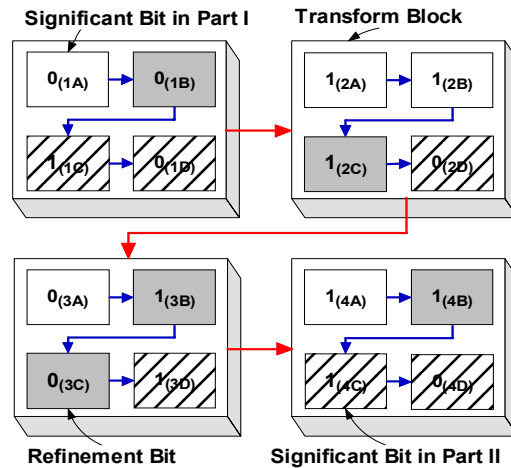 Significant Bit in Part I
Transform Block
0(1A) 0(1B)
1(2A) 1(2B)
1(1C) 0(1D)
1(2C) 0(2D)
0(3A) 1(3B)
1(4A) 1(4B)
0(3C) 1(3D)
1(4C) 0(4D)
Refinement Bit
Significant Bit in Part II